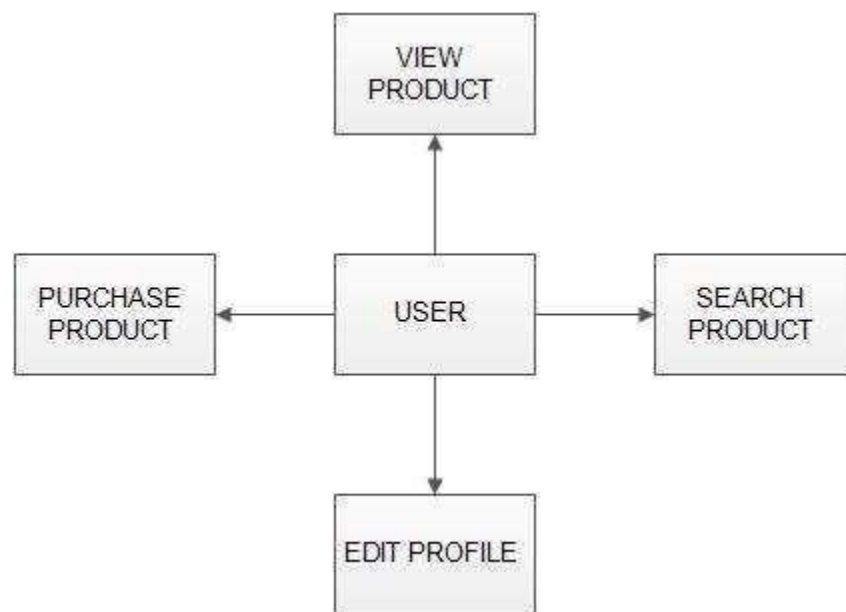 VIEW
PRODUCT
PURCHASE
PRODUCT
USER
SEARCH
PRODUCT
EDIT PROFILE